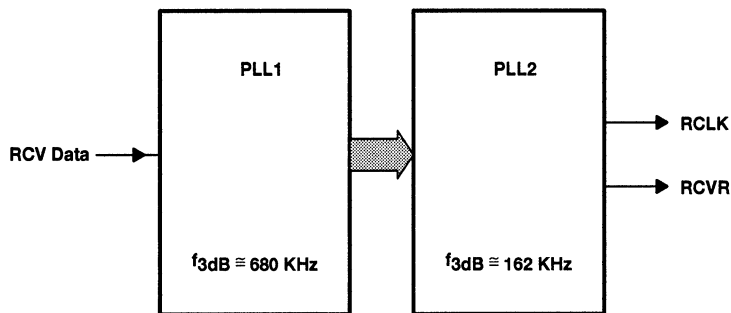 PLL1
PLL2
RCV Data
RCLK
RCVR
f3dB ≅ 680 KHz
f3dB ≅ 162 KHz